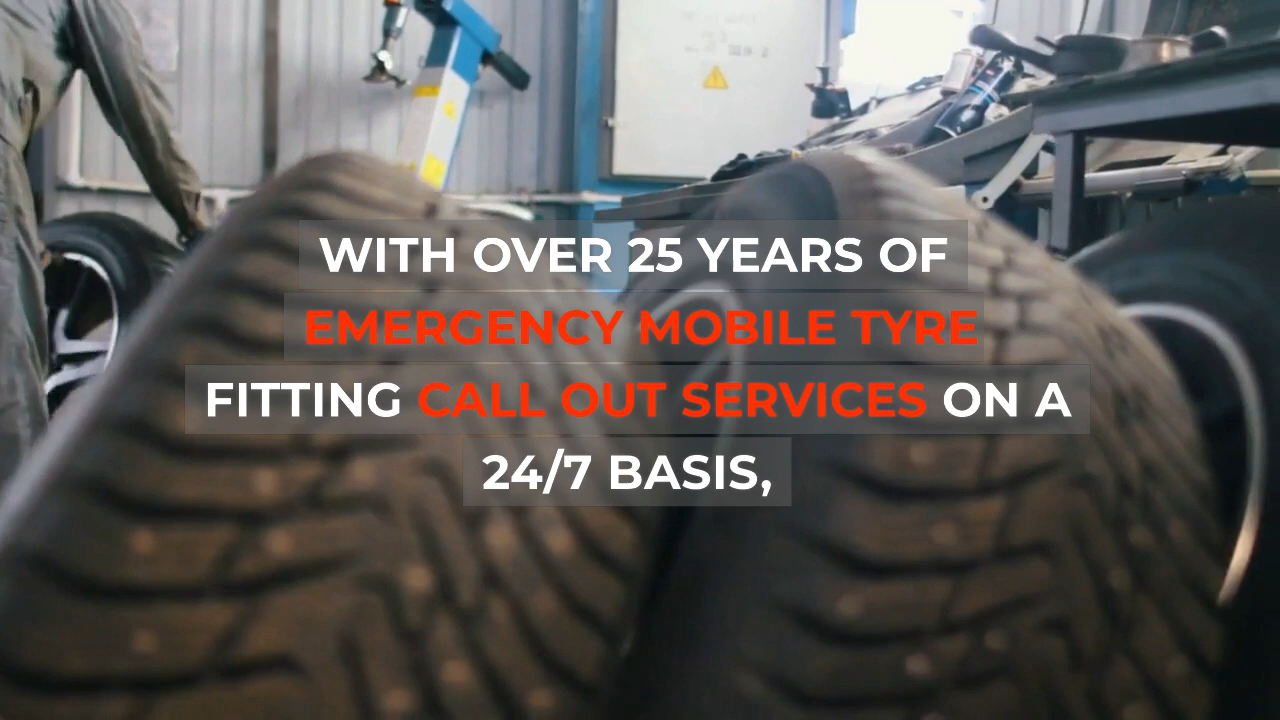 WITH OVER 25 YEARS OF
EMERGENCY MOBILE TYRE
FITTING CALL OUT SERVICES ON A
24/7 BASIS,